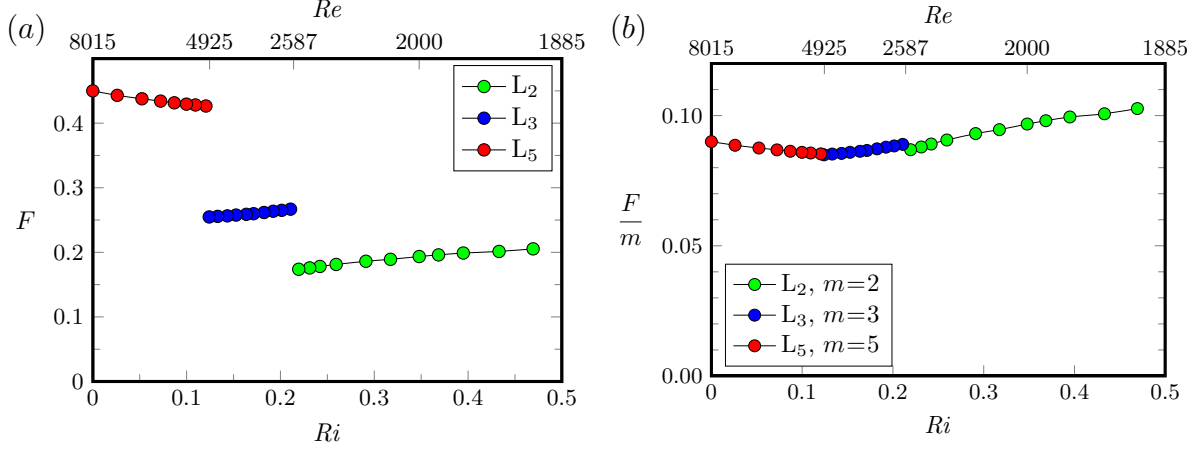 (a)
Re
8015 4925 2587 2000 1885
L2
L3
L5
F
0.4
0.3
0.2
0.1
0
0 0.1 0.2 0.3 0.4 0.5
Ri
(b)
Re
8015 4925 2587 2000 1885
F
m
0.10
0.05
0.00
L2, m=2
L3, m=3
L5, m=5
0 0.1 0.2 0.3 0.4 0.5
Ri